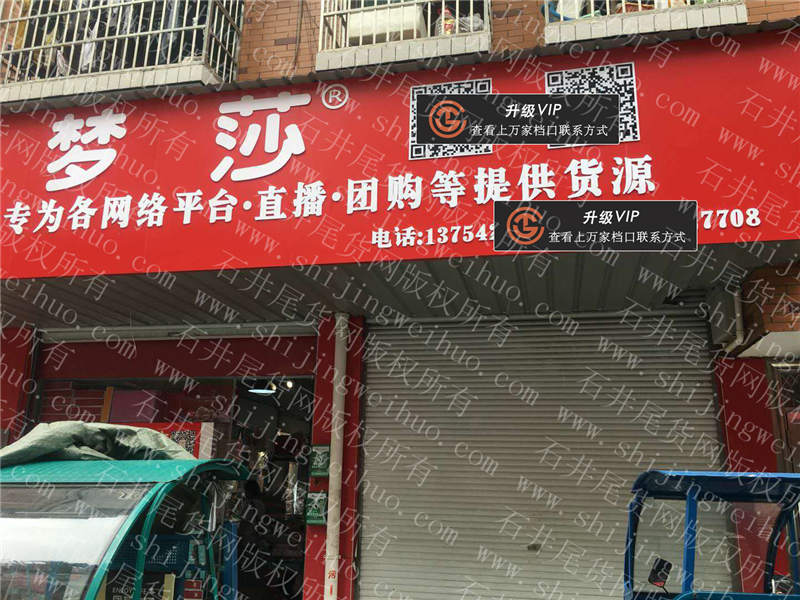 梦莎®
升级VIP
查看上万家档口联系方式
专为各网络平台·直播·团购等提供货源
电话:13754
升级VIP
查看上万家档口联系方式
7708
石井尾货网版权所有
www.shijingweihuo.com